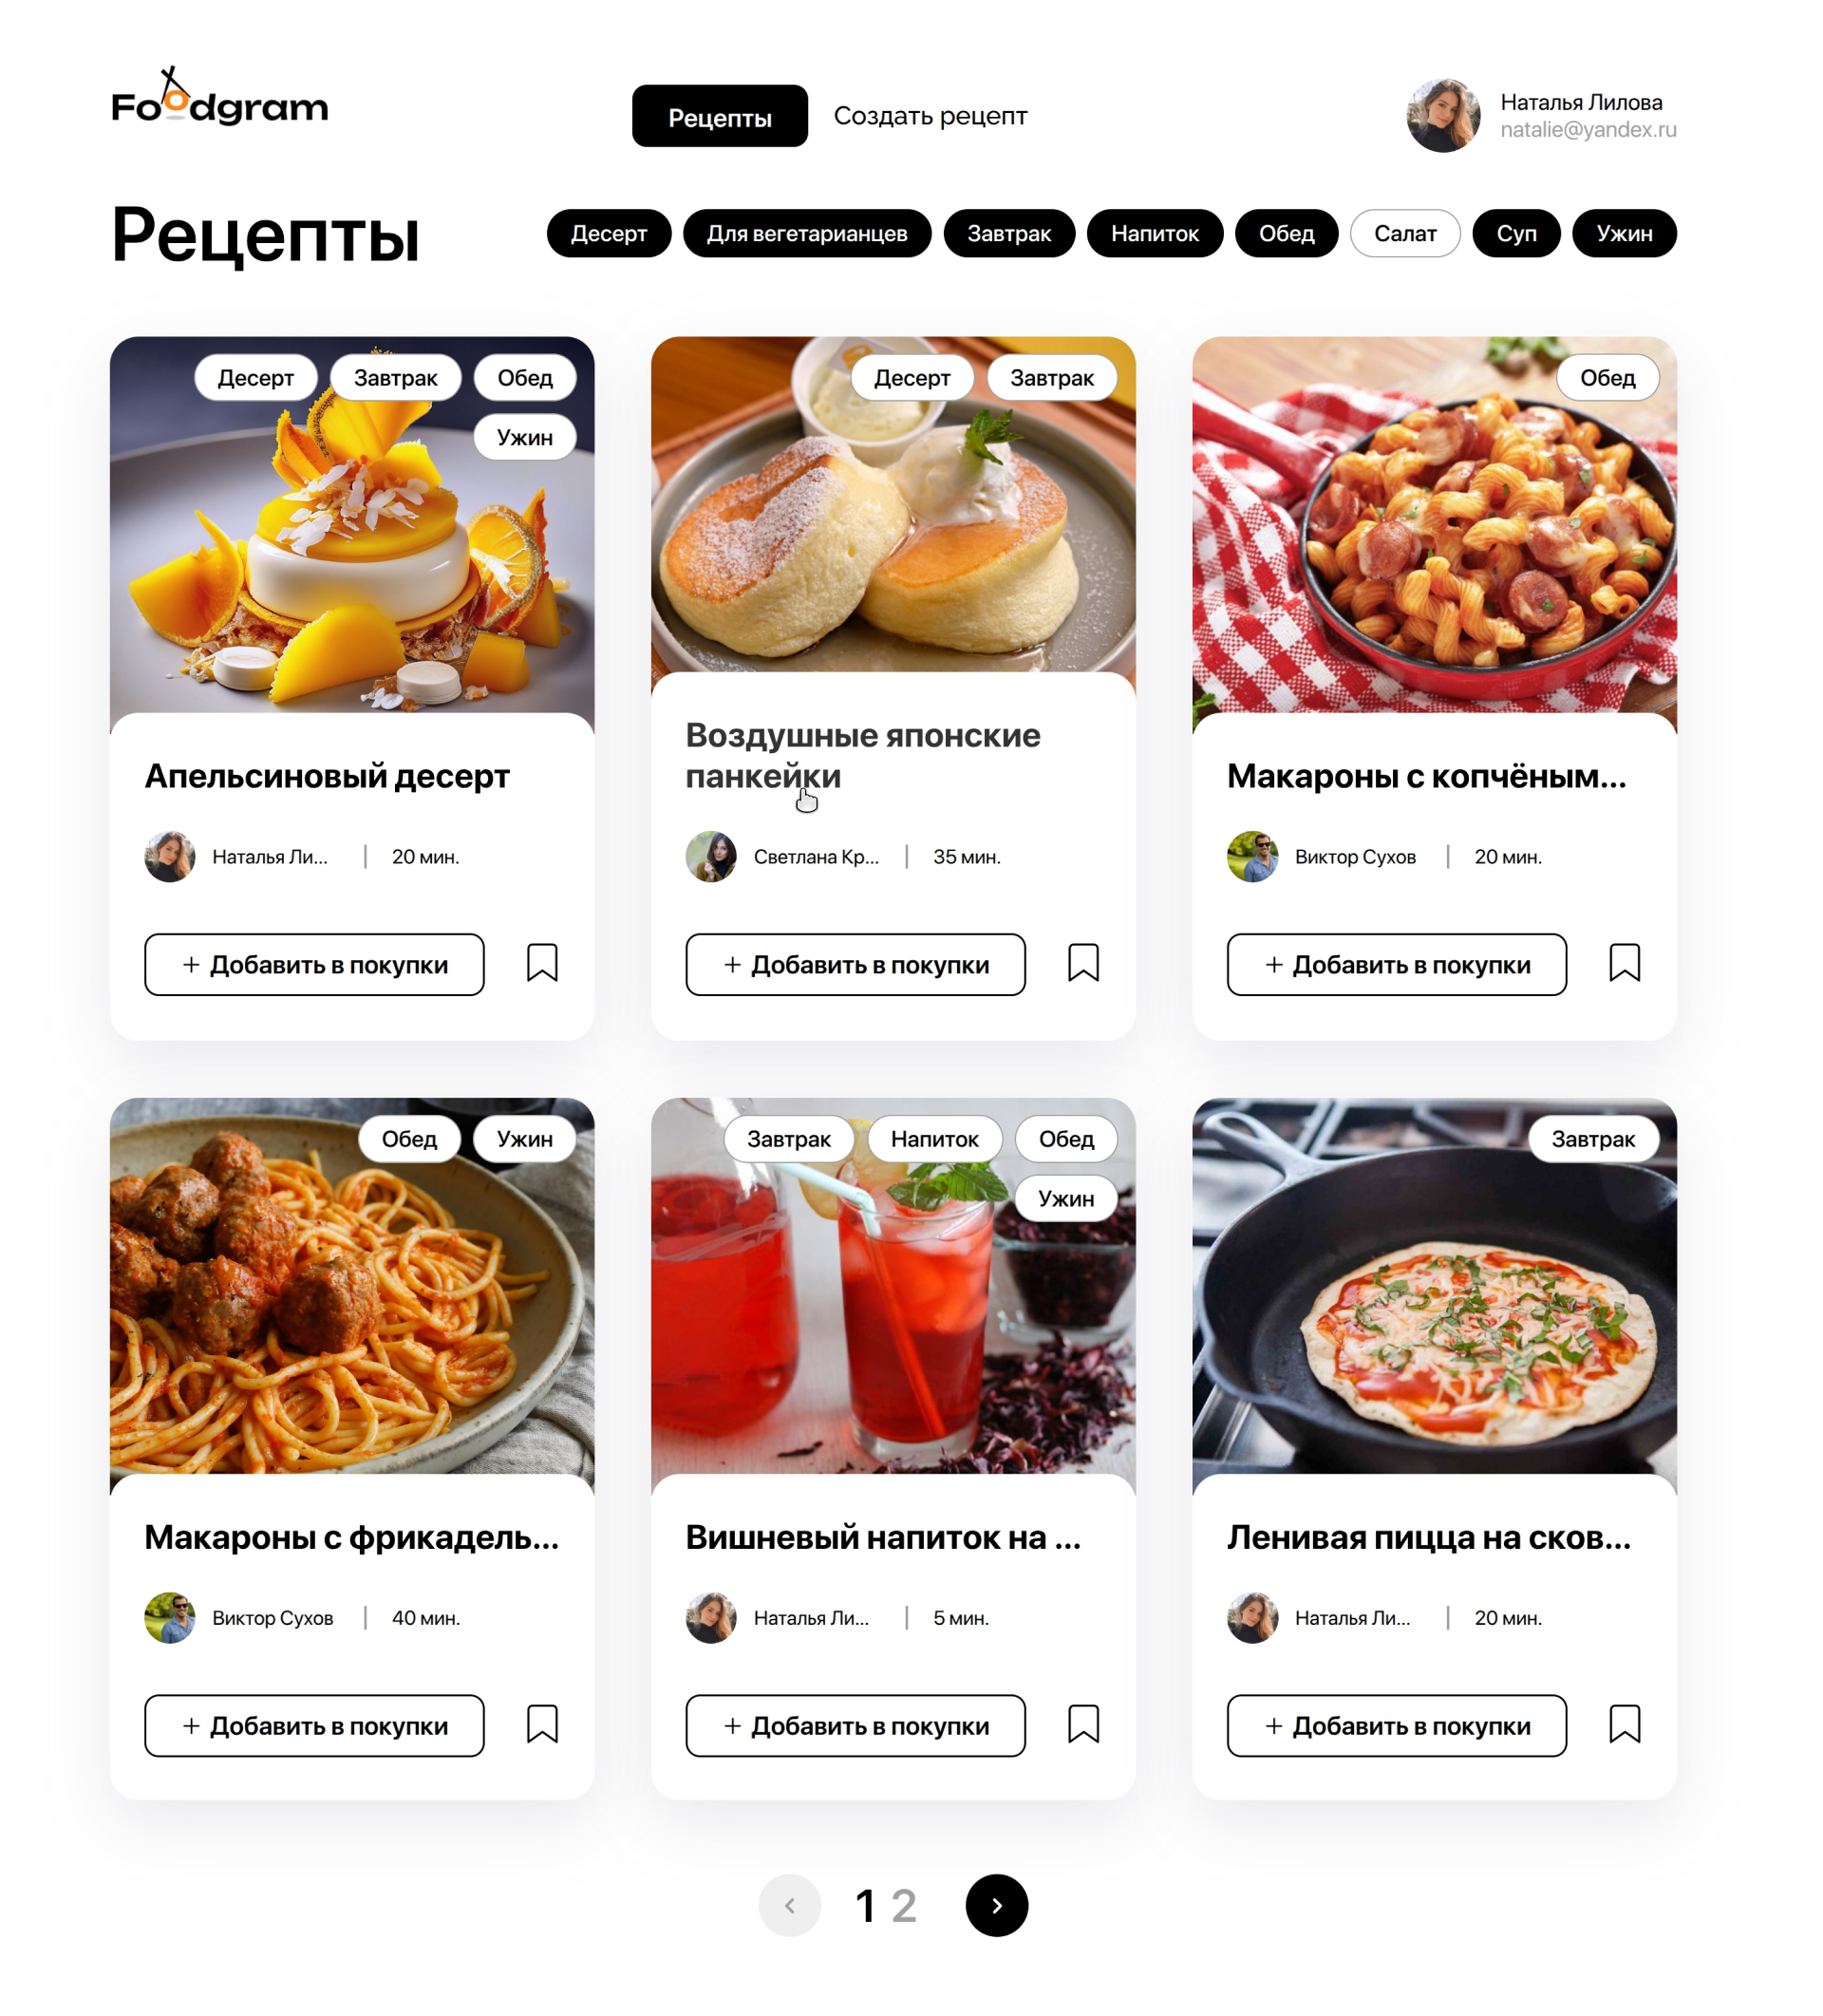 Foodgram
Рецепты
Создать рецепт
Наталья Лилова
natalie@yandex.ru
Рецепты
Десерт
Для вегетарианцев
Завтрак
Напиток
Обед
Салат
Суп
Ужин
Десерт
Завтрак
Обед
Ужин
Апельсиновый десерт
Наталья Ли...
20 мин.
+ Добавить в покупки
Десерт
Завтрак
Воздушные японские
панкейки
Светлана Кр...
35 мин.
+ Добавить в покупки
Обед
Макароны с копчёным...
Виктор Сухов
20 мин.
+ Добавить в покупки
Обед
Ужин
Макароны с фрикадель...
Виктор Сухов
40 мин.
+ Добавить в покупки
Завтрак
Напиток
Обед
Ужин
Вишневый напиток на ...
Наталья Ли...
5 мин.
+ Добавить в покупки
Завтрак
Ленивая пицца на сков...
Наталья Ли...
20 мин.
+ Добавить в покупки
1 2